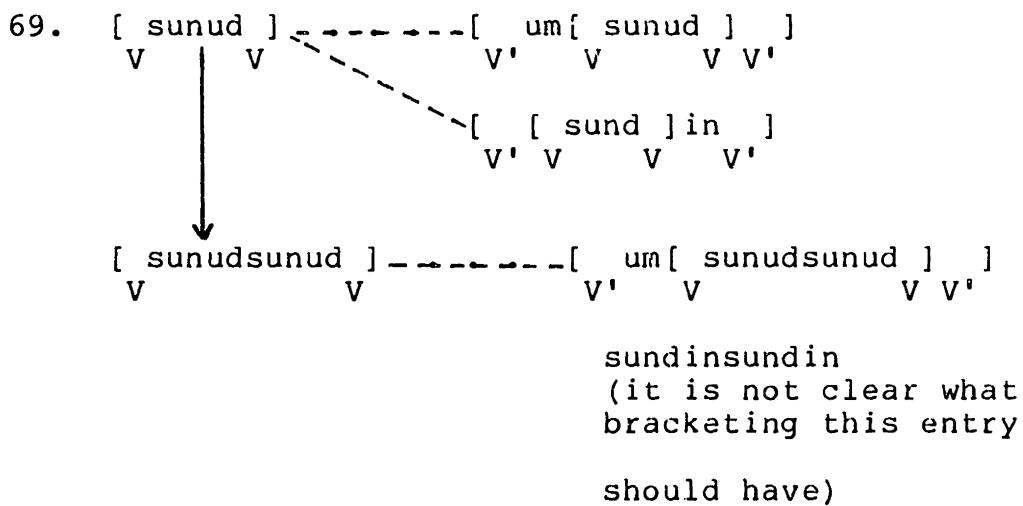 69. [ sunud ] [ um[ sunud ] ]
V V V' V V V'
[ [ sund ]in ]
V' V V V'
[ sunudsunud ] [ um[ sunudsunud ] ]
V V V' V V V'
sundinsundin
(it is not clear what
bracketing this entry
should have)